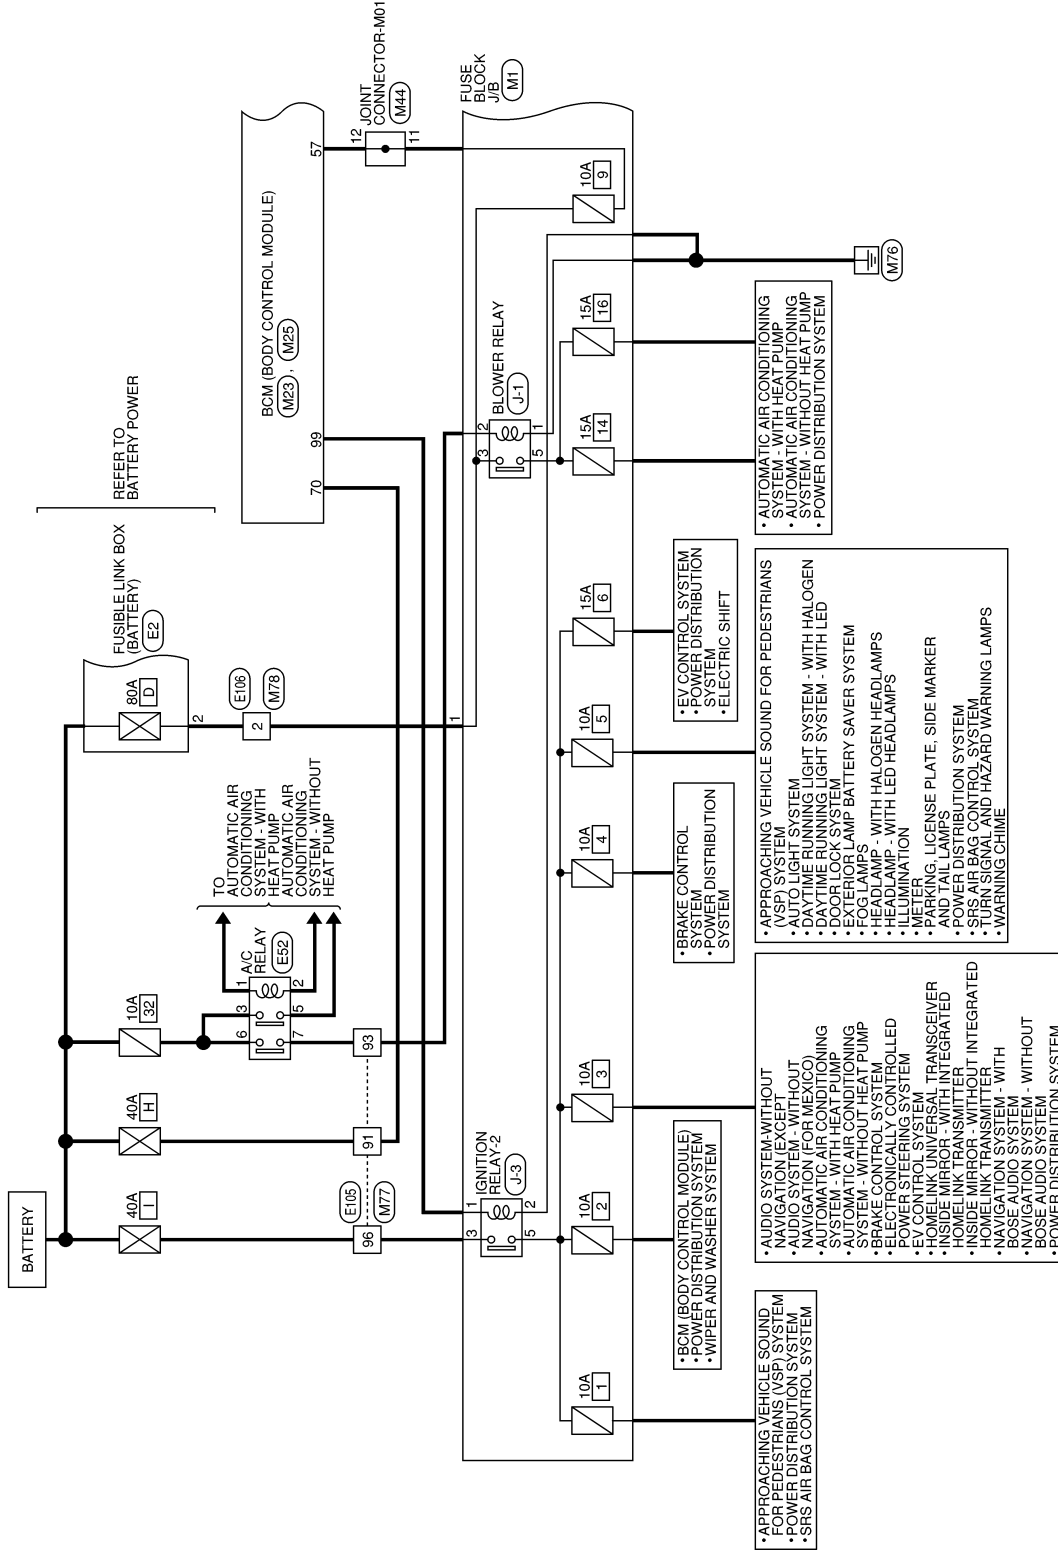 BATTERY
40A
I
40A
H
10A
32
A/C
RELAY
E52
1
3
6
2
5
7
TO
AUTOMATIC AIR
CONDITIONING
SYSTEM - WITH
HEAT PUMP
AUTOMATIC AIR
CONDITIONING
SYSTEM - WITHOUT
HEAT PUMP
80A
D
FUSIBLE LINK BOX
(BATTERY)
E2
2
REFER TO
BATTERY POWER
E106
2
M78
E105
96
91
93
M77
BCM (BODY CONTROL MODULE)
M23 , M25
70
99
57
JOINT
CONNECTOR-M01
M44
12
11
FUSE
BLOCK
J/B
M1
IGNITION
RELAY-2
J-3
3
1
5
2
1
BLOWER RELAY
J-1
3
2
5
1
10A
1
10A
2
10A
3
10A
4
10A
5
15A
6
15A
14
15A
16
10A
9
M76
• APPROACHING VEHICLE SOUND
FOR PEDESTRIANS (VSP) SYSTEM
• POWER DISTRIBUTION SYSTEM
• SRS AIR BAG CONTROL SYSTEM
• BCM (BODY CONTROL MODULE)
• POWER DISTRIBUTION SYSTEM
• WIPER AND WASHER SYSTEM
• AUDIO SYSTEM-WITHOUT
NAVIGATION (EXCEPT
• AUDIO SYSTEM - WITHOUT
NAVIGATION (FOR MEXICO)
• AUTOMATIC AIR CONDITIONING
SYSTEM - WITH HEAT PUMP
• AUTOMATIC AIR CONDITIONING
SYSTEM - WITHOUT HEAT PUMP
• BRAKE CONTROL SYSTEM
• ELECTRONICALLY CONTROLLED
POWER STEERING SYSTEM
• EV CONTROL SYSTEM
• HOMELINK UNIVERSAL TRANSCEIVER
• INSIDE MIRROR - WITH INTEGRATED
HOMELINK TRANSMITTER
• INSIDE MIRROR - WITHOUT INTEGRATED
HOMELINK TRANSMITTER
• NAVIGATION SYSTEM - WITH
BOSE AUDIO SYSTEM
• NAVIGATION SYSTEM - WITHOUT
BOSE AUDIO SYSTEM
• POWER DISTRIBUTION SYSTEM
• BRAKE CONTROL
SYSTEM
• POWER DISTRIBUTION
SYSTEM
• APPROACHING VEHICLE SOUND FOR PEDESTRIANS
(VSP) SYSTEM
• AUTO LIGHT SYSTEM
• DAYTIME RUNNING LIGHT SYSTEM - WITH HALOGEN
• DAYTIME RUNNING LIGHT SYSTEM - WITH LED
• DOOR LOCK SYSTEM
• EXTERIOR LAMP BATTERY SAVER SYSTEM
• FOG LAMPS
• HEADLAMP - WITH HALOGEN HEADLAMPS
• HEADLAMP - WITH LED HEADLAMPS
• ILLUMINATION
• METER
• PARKING, LICENSE PLATE, SIDE MARKER
AND TAIL LAMPS
• POWER DISTRIBUTION SYSTEM
• SRS AIR BAG CONTROL SYSTEM
• TURN SIGNAL AND HAZARD WARNING LAMPS
• WARNING CHIME
• EV CONTROL SYSTEM
• POWER DISTRIBUTION
SYSTEM
• ELECTRIC SHIFT
• AUTOMATIC AIR CONDITIONING
SYSTEM - WITH HEAT PUMP
• AUTOMATIC AIR CONDITIONING
SYSTEM - WITHOUT HEAT PUMP
• POWER DISTRIBUTION SYSTEM